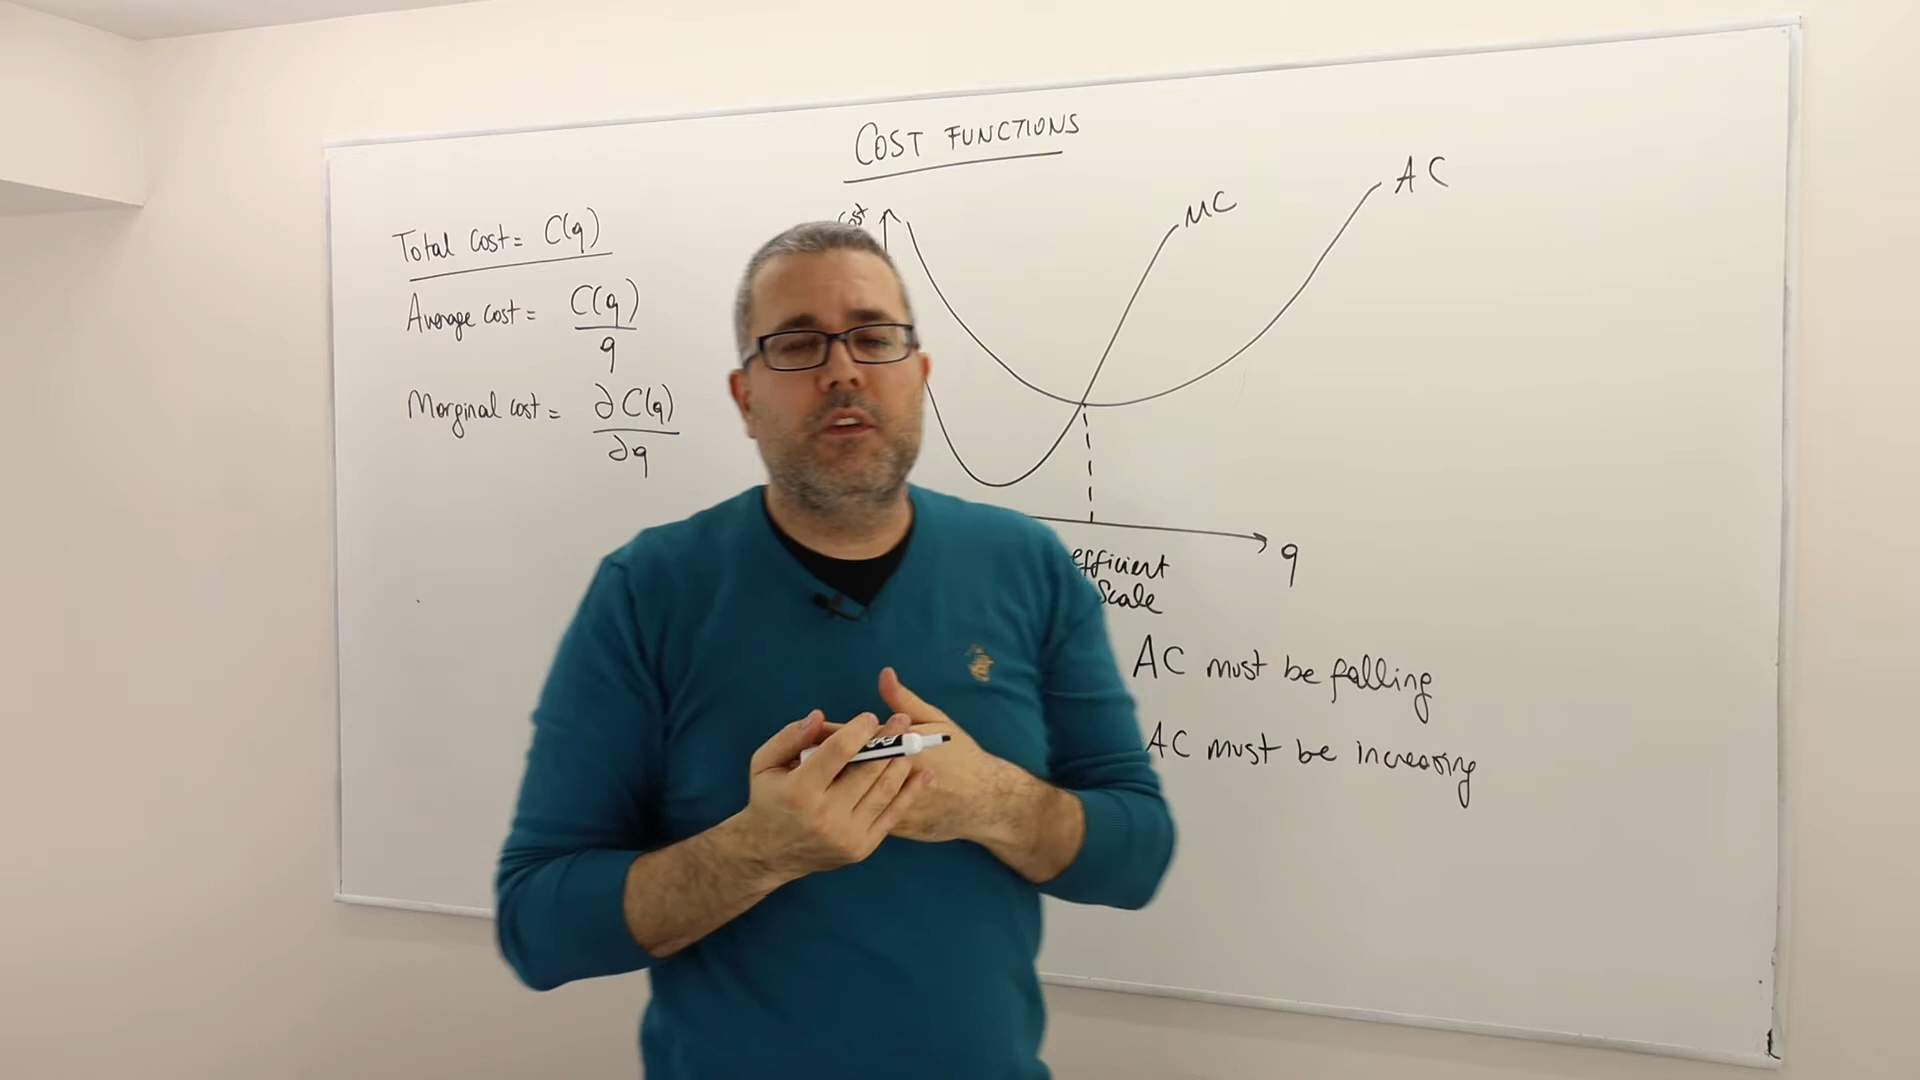 COST FUNCTIONS
Total cost = C(q)
Average cost = C(q)
q
Marginal cost = ∂C(q)
∂q
cost
MC
AC
q
efficient
Scale
AC must be falling
AC must be increasing